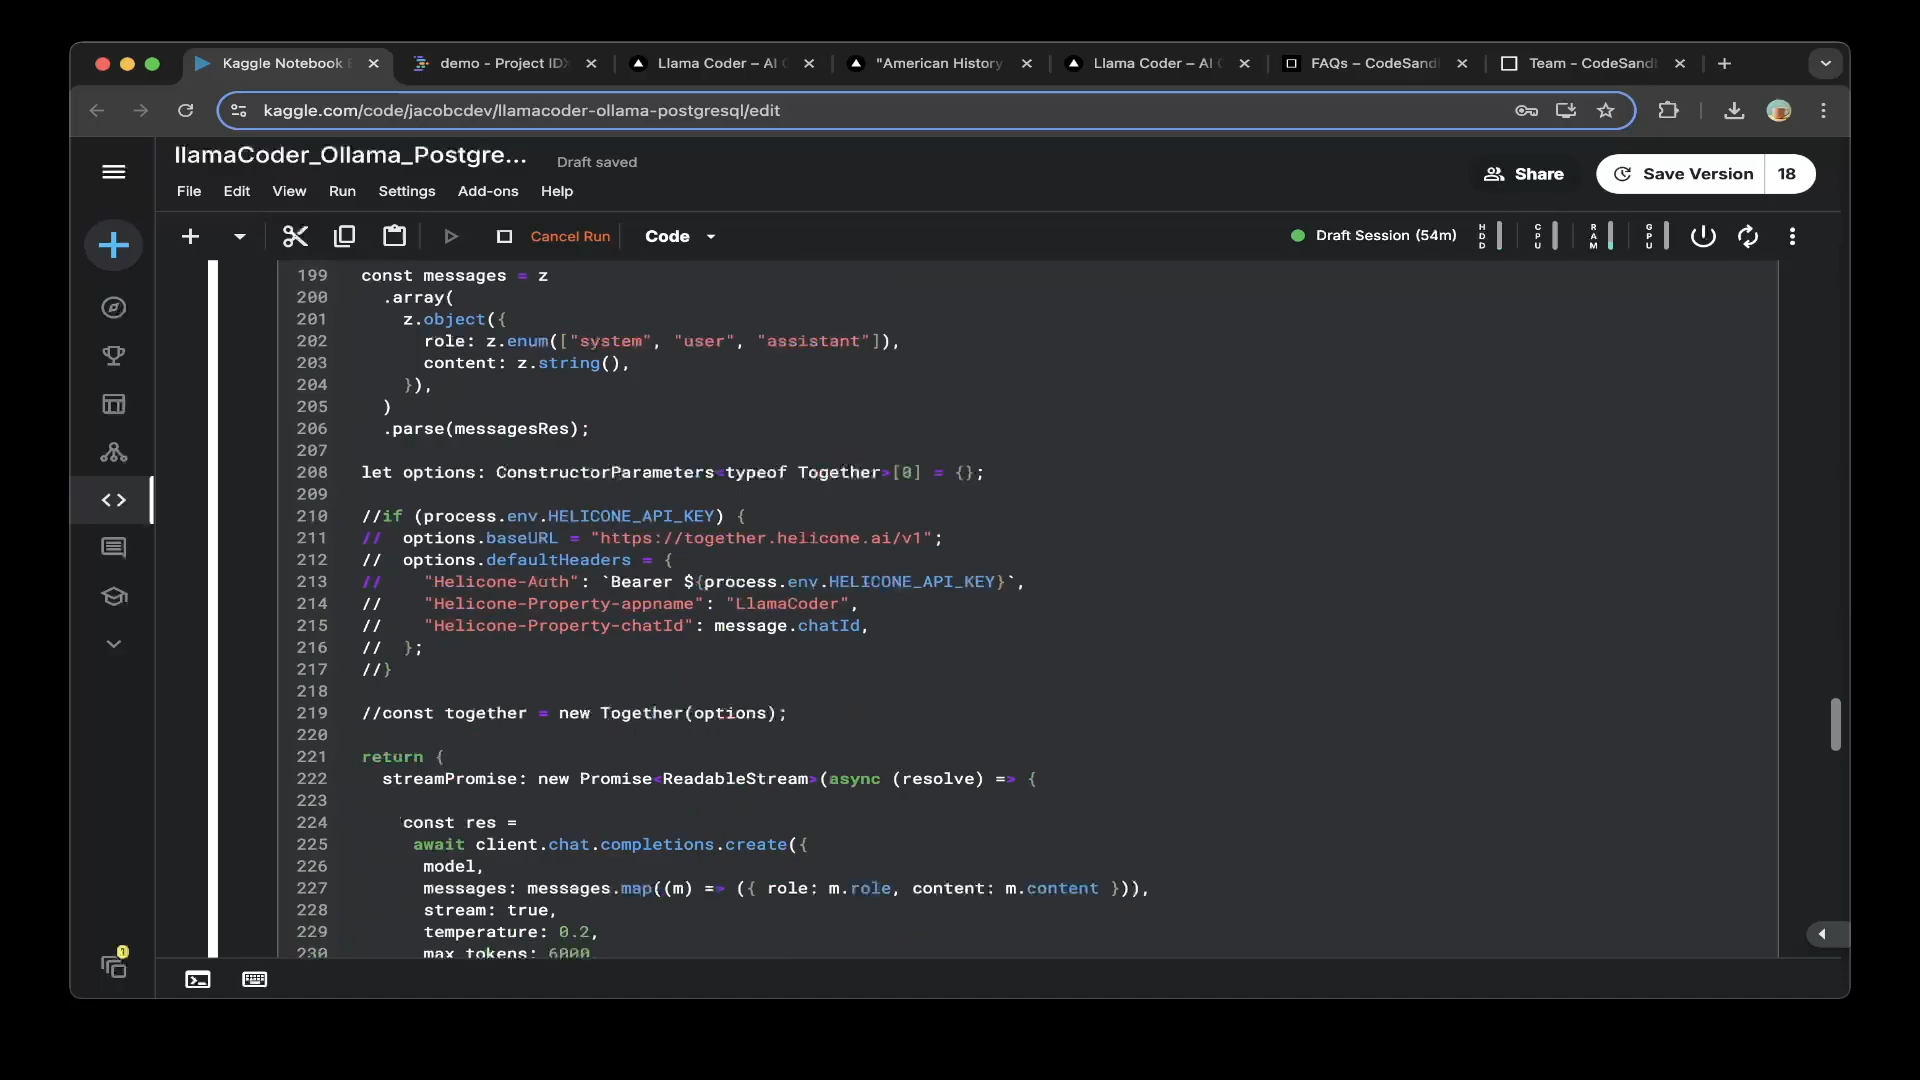 Kaggle Notebook E
demo - Project IDX
Llama Coder – AI C
"American History
Llama Coder – AI C
FAQs – CodeSandl
Team - CodeSandl
kaggle.com/code/jacobcdev/llamacoder-ollama-postgresql/edit
llamaCoder_Ollama_Postgre...
Draft saved
Share
Save Version
18
File Edit View Run Settings Add-ons Help
Cancel Run
Code
Draft Session (54m)
HDD
CPU
RAM
GPU
199 const messages = z
200 .array(
201 z.object({
202 role: z.enum(["system", "user", "assistant"]),
203 content: z.string(),
204 }),
205 )
206 .parse(messagesRes);
207
208 let options: ConstructorParameters<typeof Together>[0] = {};
209
210 //if (process.env.HELICONE_API_KEY) {
211 // options.baseURL = "https://together.helicone.ai/v1";
212 // options.defaultHeaders = {
213 // "Helicone-Auth": `Bearer ${process.env.HELICONE_API_KEY}`,
214 // "Helicone-Property-appname": "LlamaCoder",
215 // "Helicone-Property-chatId": message.chatId,
216 // };
217 //}
218
219 //const together = new Together(options);
220
221 return {
222 streamPromise: new Promise<ReadableStream>(async (resolve) => {
223
224 const res =
225 await client.chat.completions.create({
226 model,
227 messages: messages.map((m) => ({ role: m.role, content: m.content })),
228 stream: true,
229 temperature: 0.2,
230 max_tokens: 6000,
1